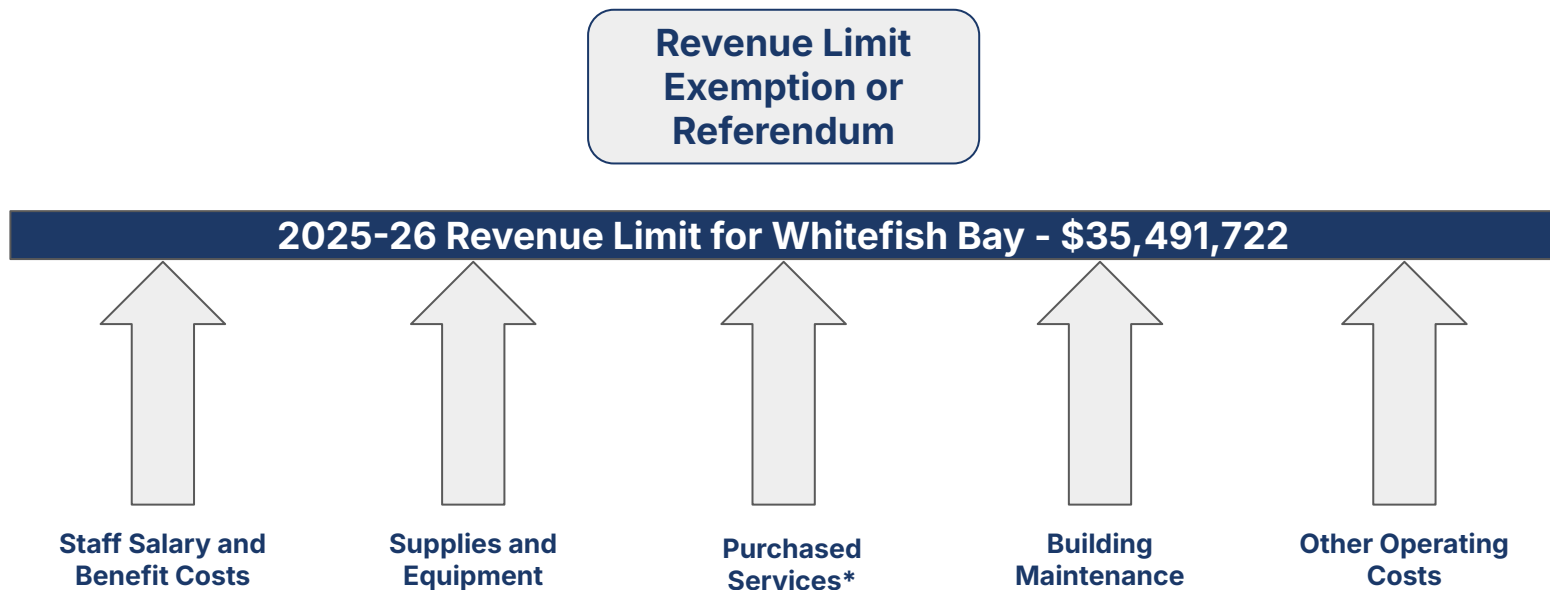 Revenue Limit
Exemption or
Referendum
2025-26 Revenue Limit for Whitefish Bay - $35,491,722
Staff Salary and
Benefit Costs
Supplies and
Equipment
Purchased
Services*
Building
Maintenance
Other Operating
Costs